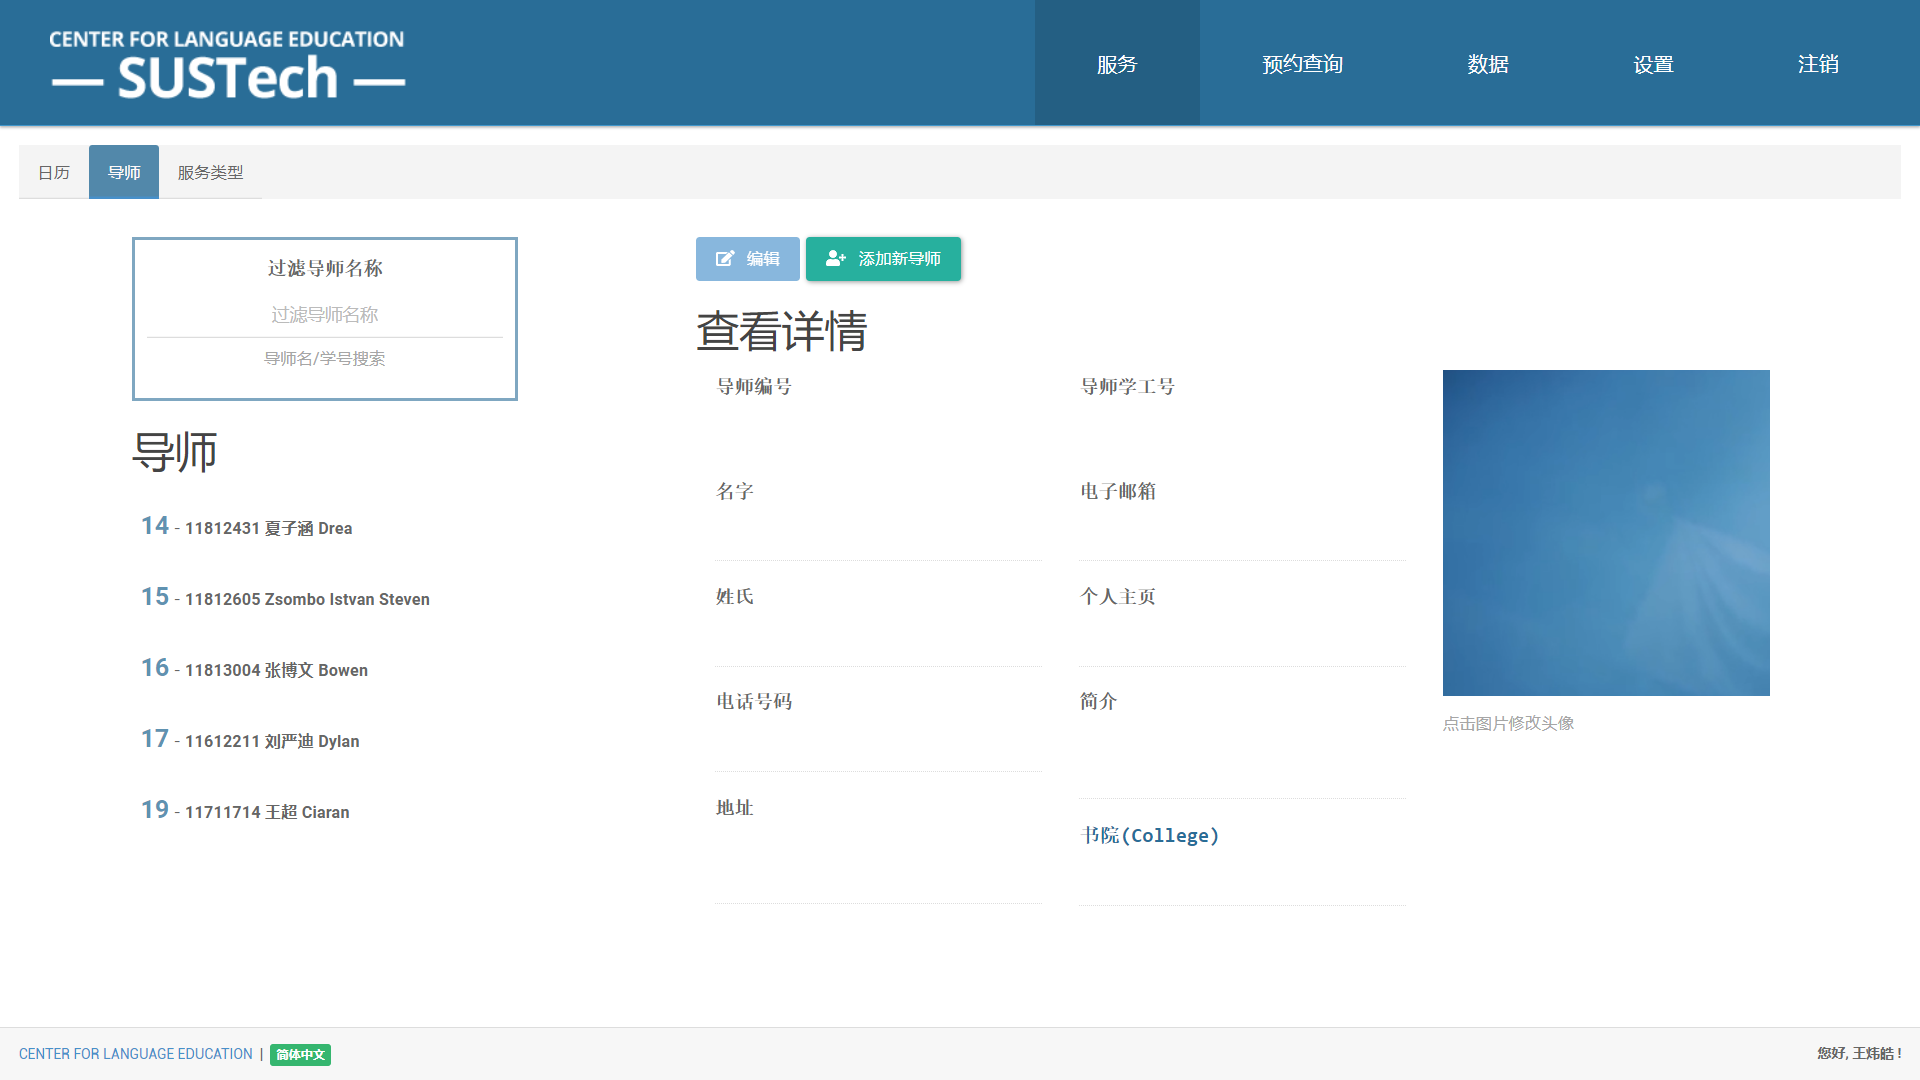 CENTER FOR LANGUAGE EDUCATION
— SUSTech —
服务
预约查询
数据
设置
注销
日历
导师
服务类型
过滤导师名称
过滤导师名称
导师名/学号搜索
导师
14 - 11812431 夏子涵 Drea
15 - 11812605 Zsombo Istvan Steven
16 - 11813004 张博文 Bowen
17 - 11612211 刘严迪 Dylan
19 - 11711714 王超 Ciaran
编辑
添加新导师
查看详情
导师编号
导师学工号
名字
电子邮箱
姓氏
个人主页
电话号码
简介
地址
书院(College)
点击图片修改头像
CENTER FOR LANGUAGE EDUCATION | 简体中文
您好, 王炜皓 !